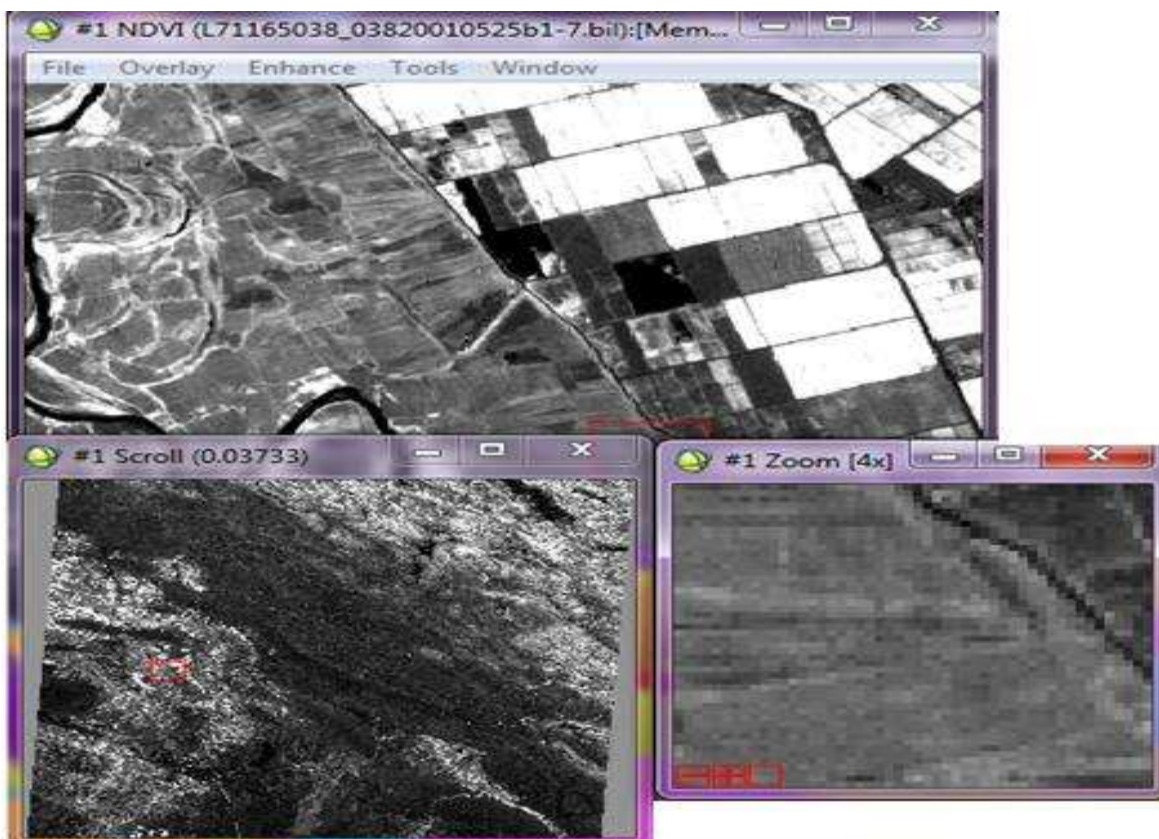 #1 NDVI (L71165038_03820010525b1-7.bil):[Mem...
File Overlay Enhance Tools Window
#1 Scroll (0.03733)
#1 Zoom [4x]